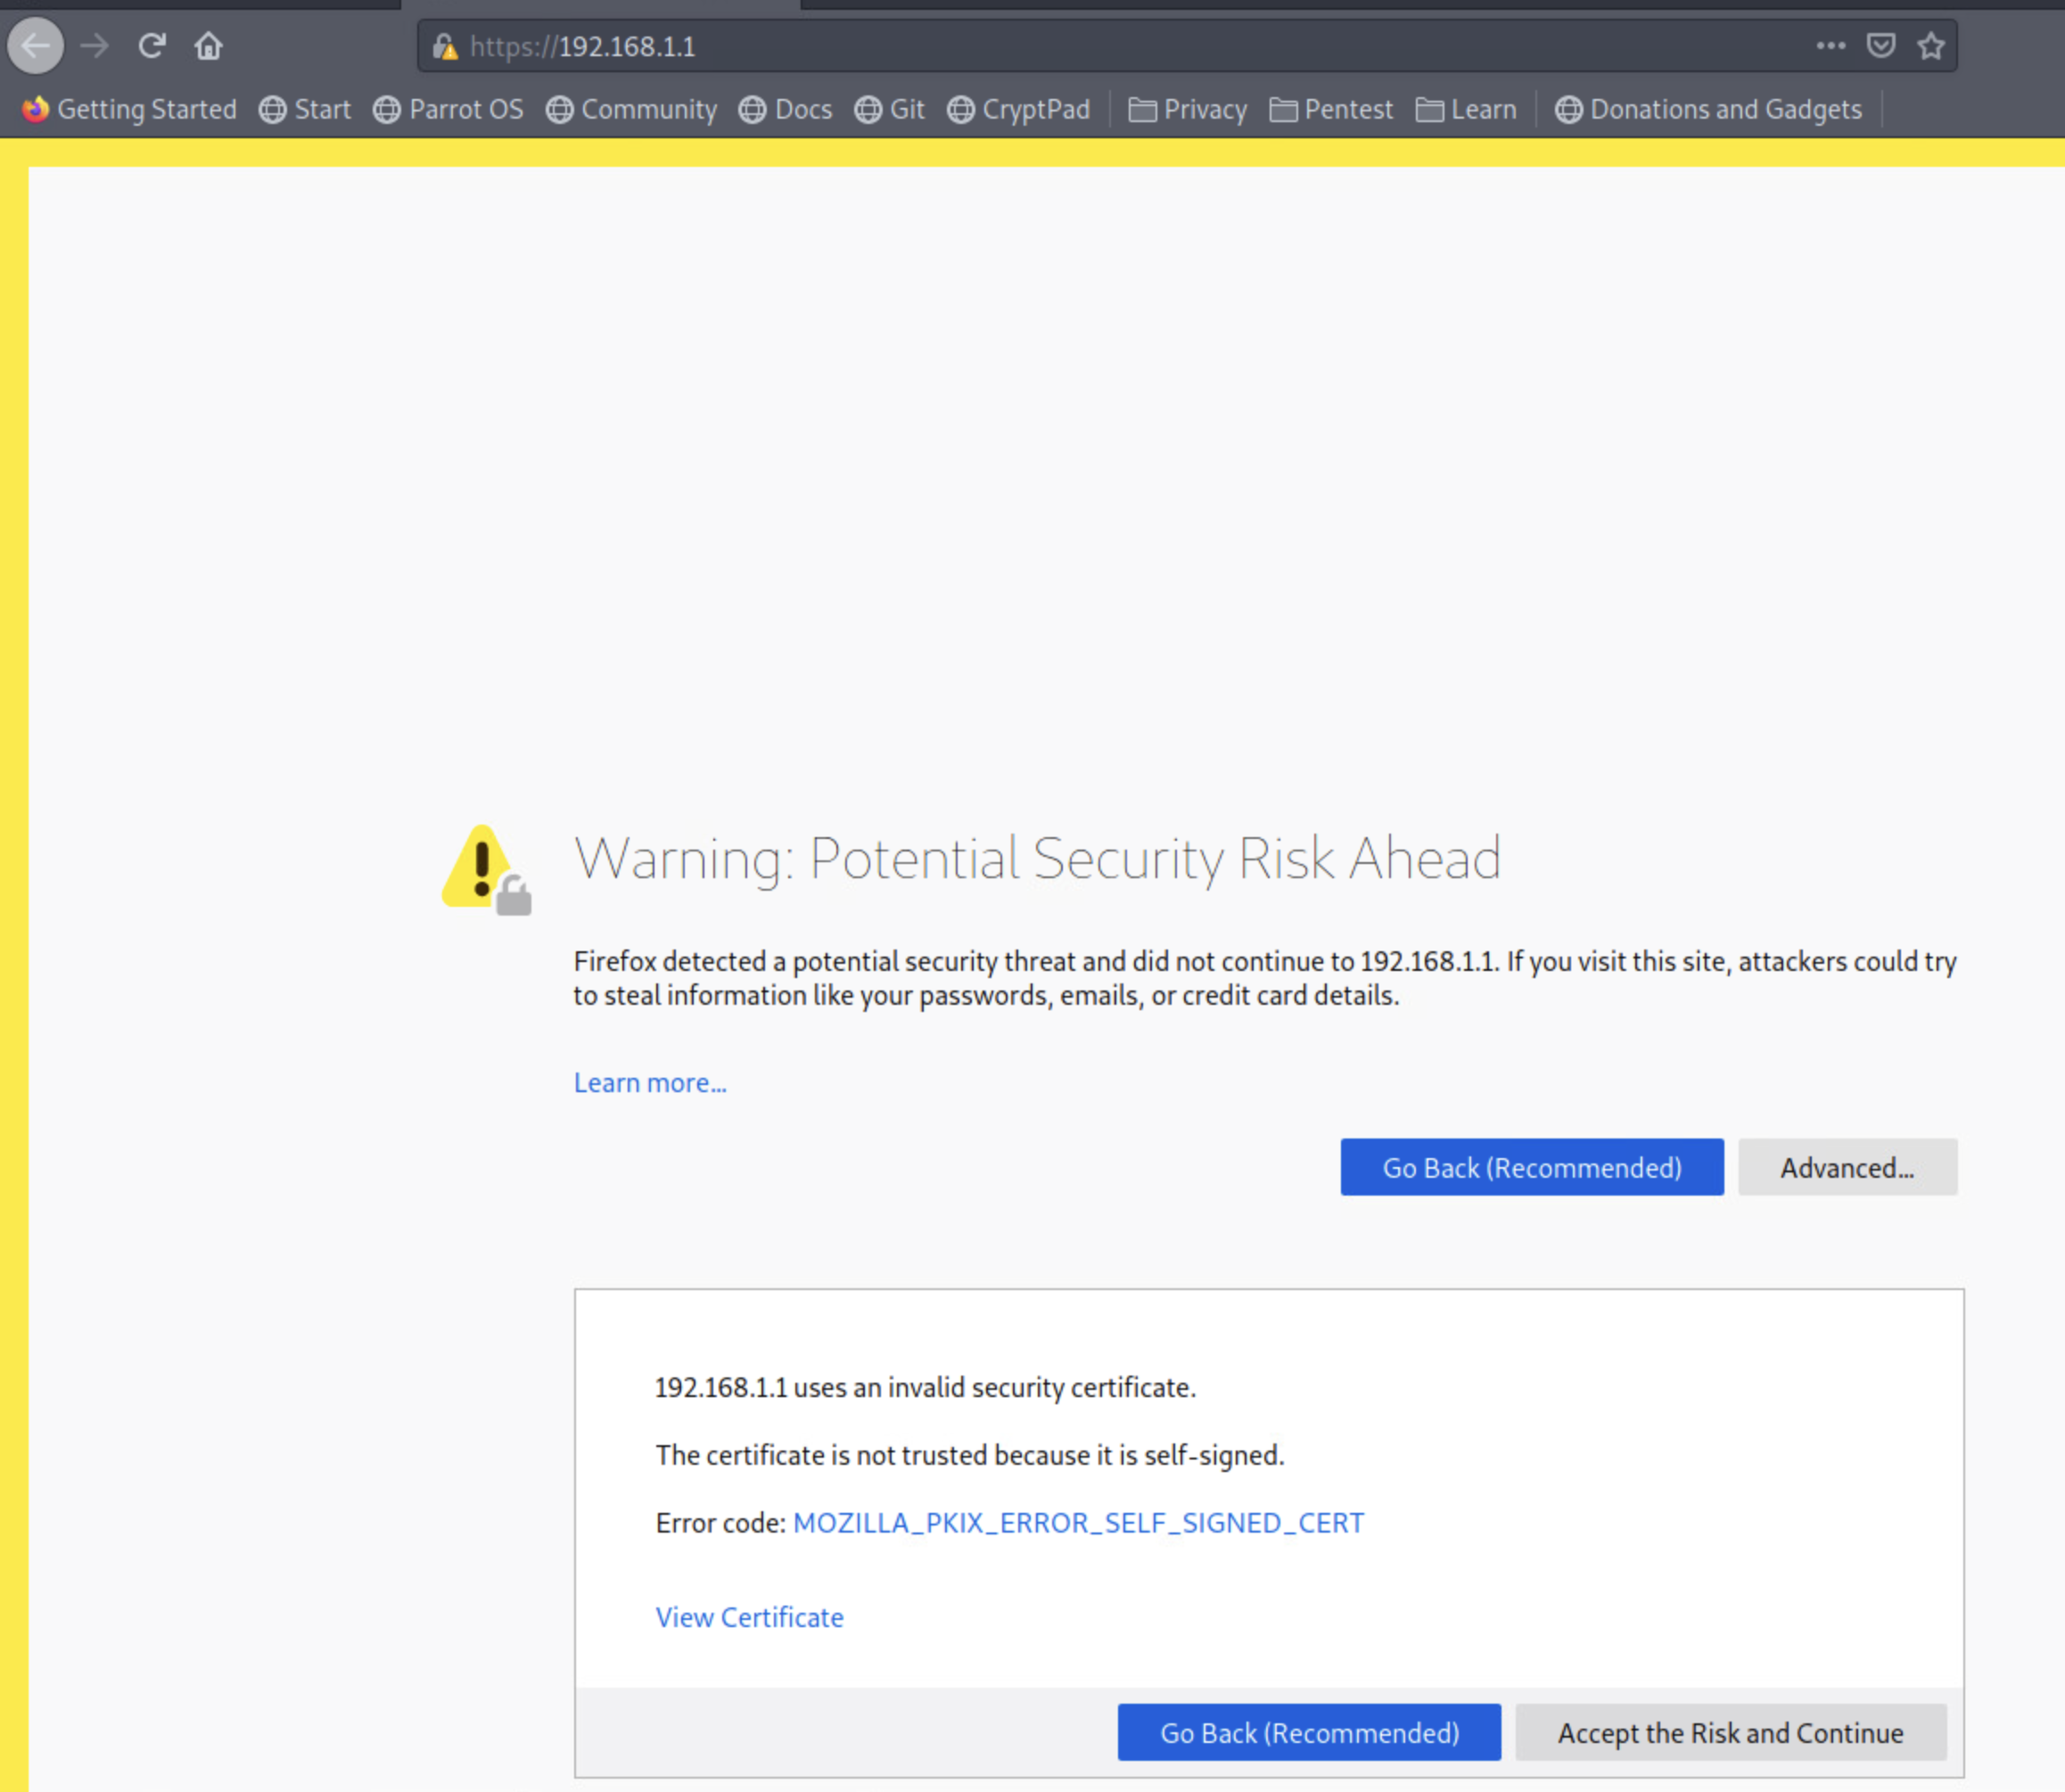 https://192.168.1.1
Getting Started Start Parrot OS Community Docs Git CryptPad Privacy Pentest Learn Donations and Gadgets
Warning: Potential Security Risk Ahead
Firefox detected a potential security threat and did not continue to 192.168.1.1. If you visit this site, attackers could try
to steal information like your passwords, emails, or credit card details.
Learn more...
Go Back (Recommended) Advanced...
192.168.1.1 uses an invalid security certificate.
The certificate is not trusted because it is self-signed.
Error code: MOZILLA_PKIX_ERROR_SELF_SIGNED_CERT
View Certificate
Go Back (Recommended) Accept the Risk and Continue